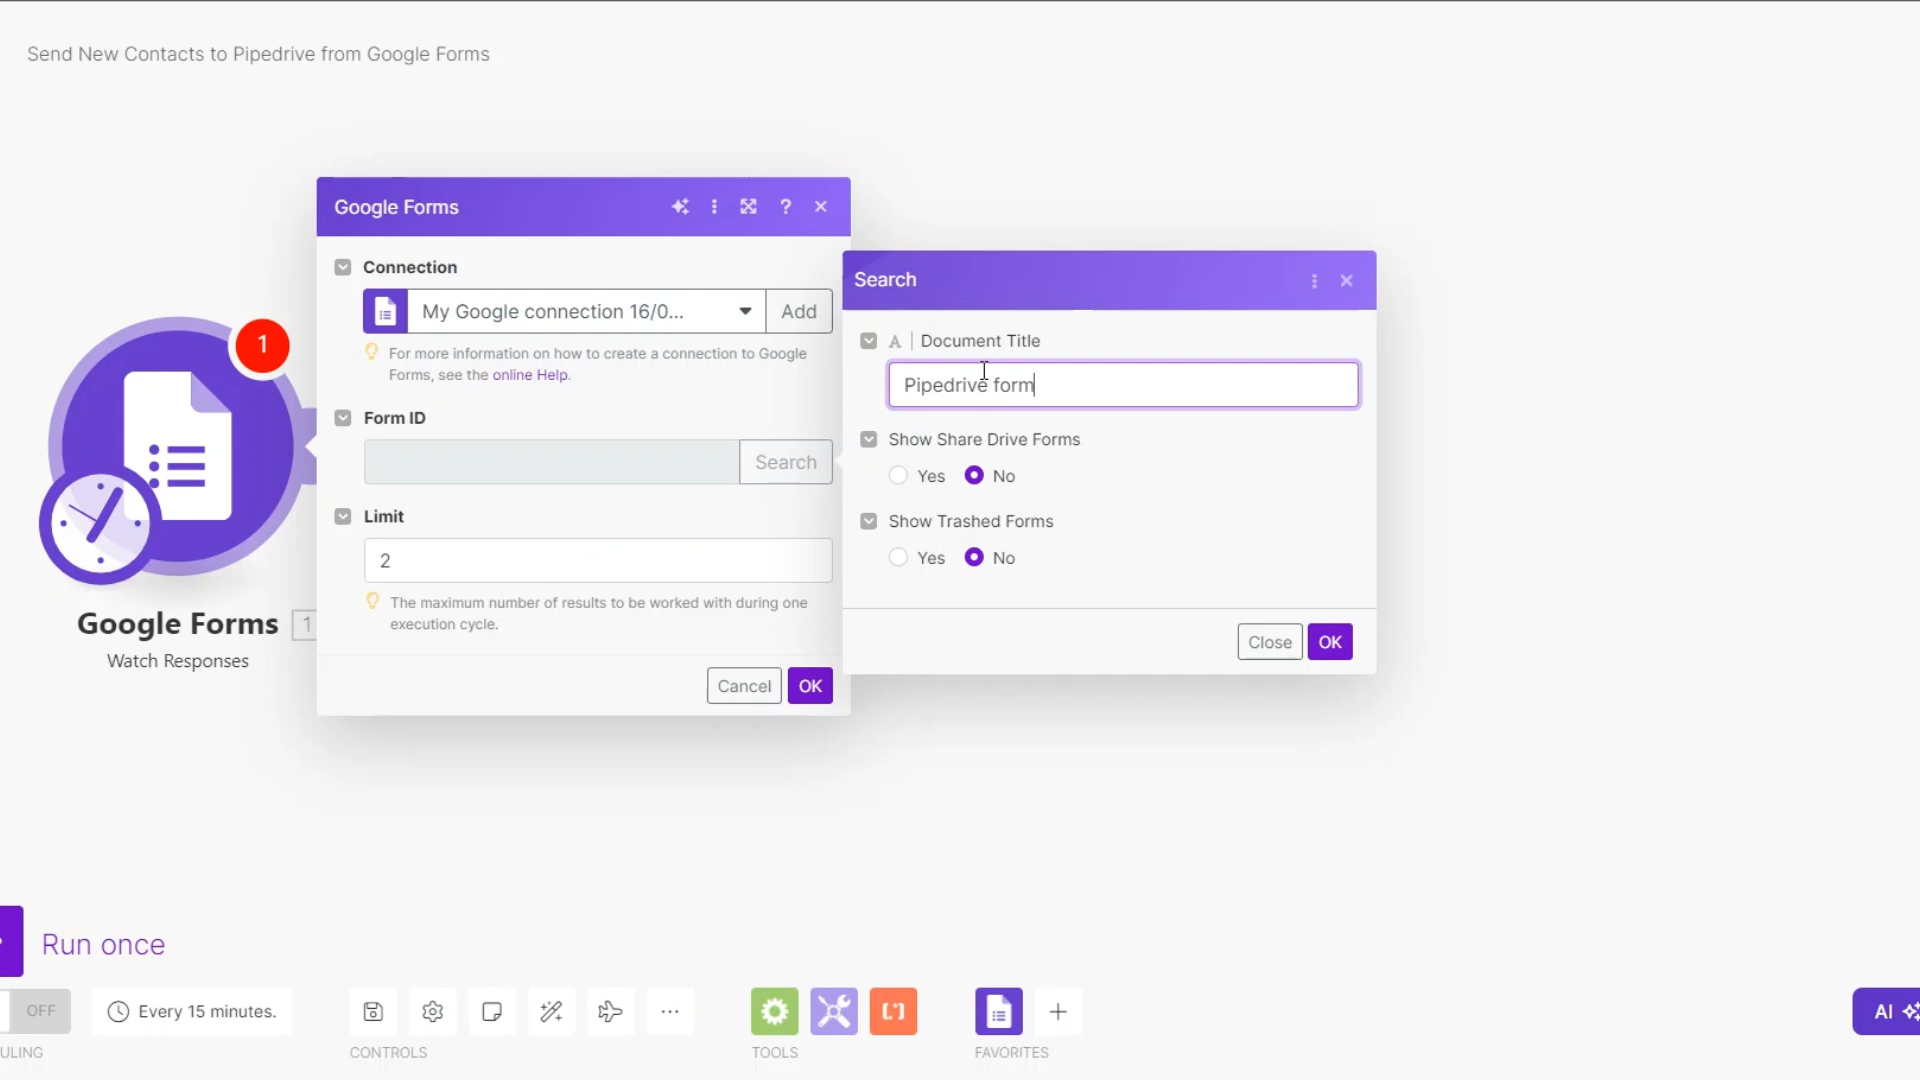 Send New Contacts to Pipedrive from Google Forms
Google Forms
?
Connection
My Google connection 16/0...
Add
For more information on how to create a connection to Google
Forms, see the online Help.
Form ID
Search
Limit
2
The maximum number of results to be worked with during one
execution cycle.
Cancel
OK
Search
A
Document Title
Pipedrive form
Show Share Drive Forms
Yes
No
Show Trashed Forms
Yes
No
Close
OK
1
Google Forms
1
Watch Responses
Run once
OFF
Every 15 minutes.
ULING
CONTROLS
TOOLS
FAVORITES
AI